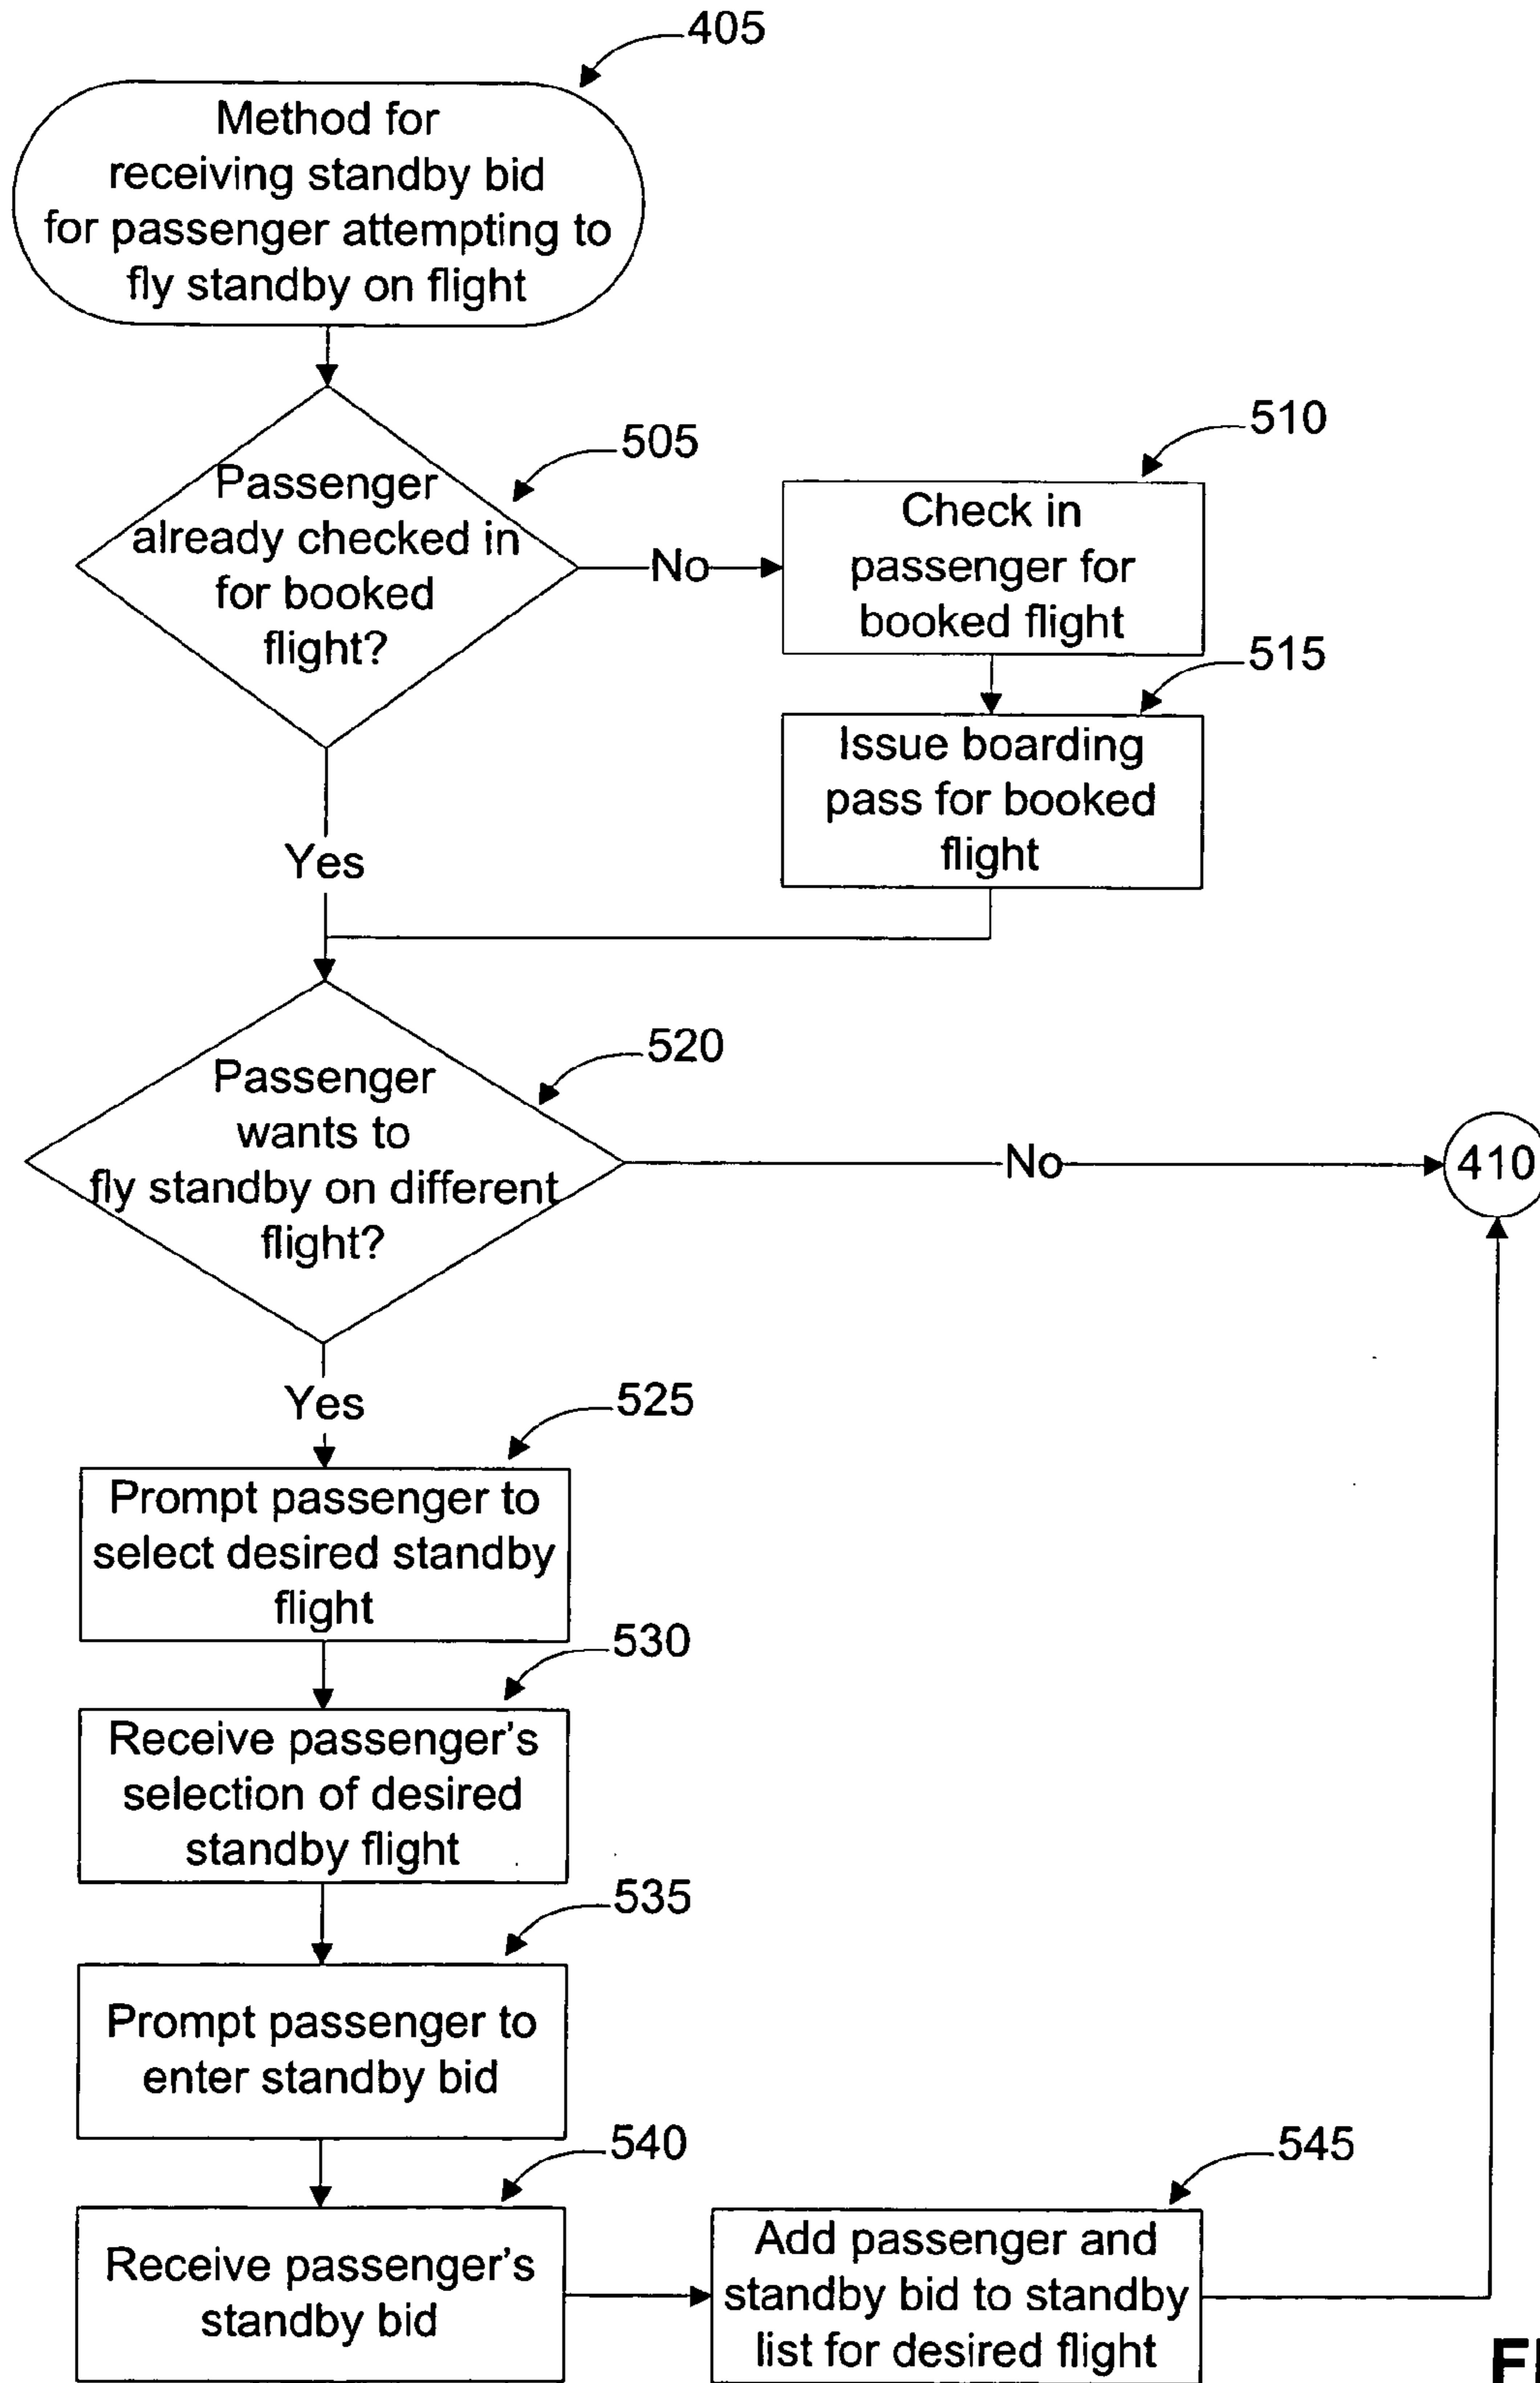 405
Method for
receiving standby bid
for passenger attempting to
fly standby on flight
505
Passenger
already checked in
for booked
flight?
No
510
Check in
passenger for
booked flight
515
Issue boarding
pass for booked
flight
Yes
520
Passenger
wants to
fly standby on different
flight?
No
410
Yes
525
Prompt passenger to
select desired standby
flight
530
Receive passenger's
selection of desired
standby flight
535
Prompt passenger to
enter standby bid
540
Receive passenger's
standby bid
545
Add passenger and
standby bid to standby
list for desired flight